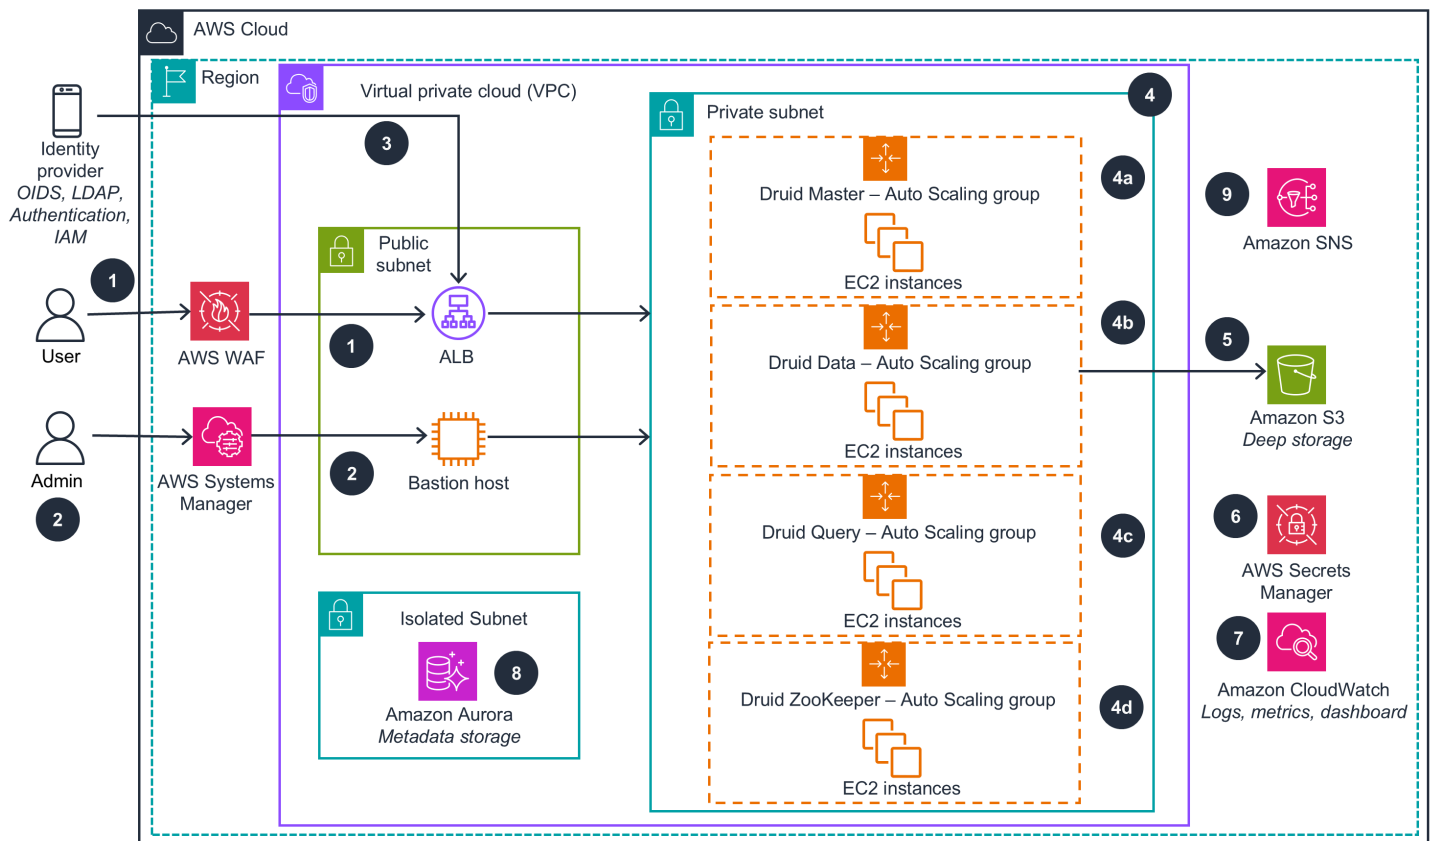 AWS Cloud
Region
Virtual private cloud (VPC)
4
Private subnet
3
Identity
provider
OIDS, LDAP,
Authentication,
IAM
Druid Master – Auto Scaling group
4a
EC2 instances
9
Amazon SNS
Public
subnet
1
User
AWS WAF
1
ALB
Druid Data – Auto Scaling group
4b
EC2 instances
5
Amazon S3
Deep storage
Admin
2
AWS Systems
Manager
2
Bastion host
Druid Query – Auto Scaling group
4c
EC2 instances
6
AWS Secrets
Manager
Isolated Subnet
8
Amazon Aurora
Metadata storage
Druid ZooKeeper – Auto Scaling group
4d
EC2 instances
7
Amazon CloudWatch
Logs, metrics, dashboard